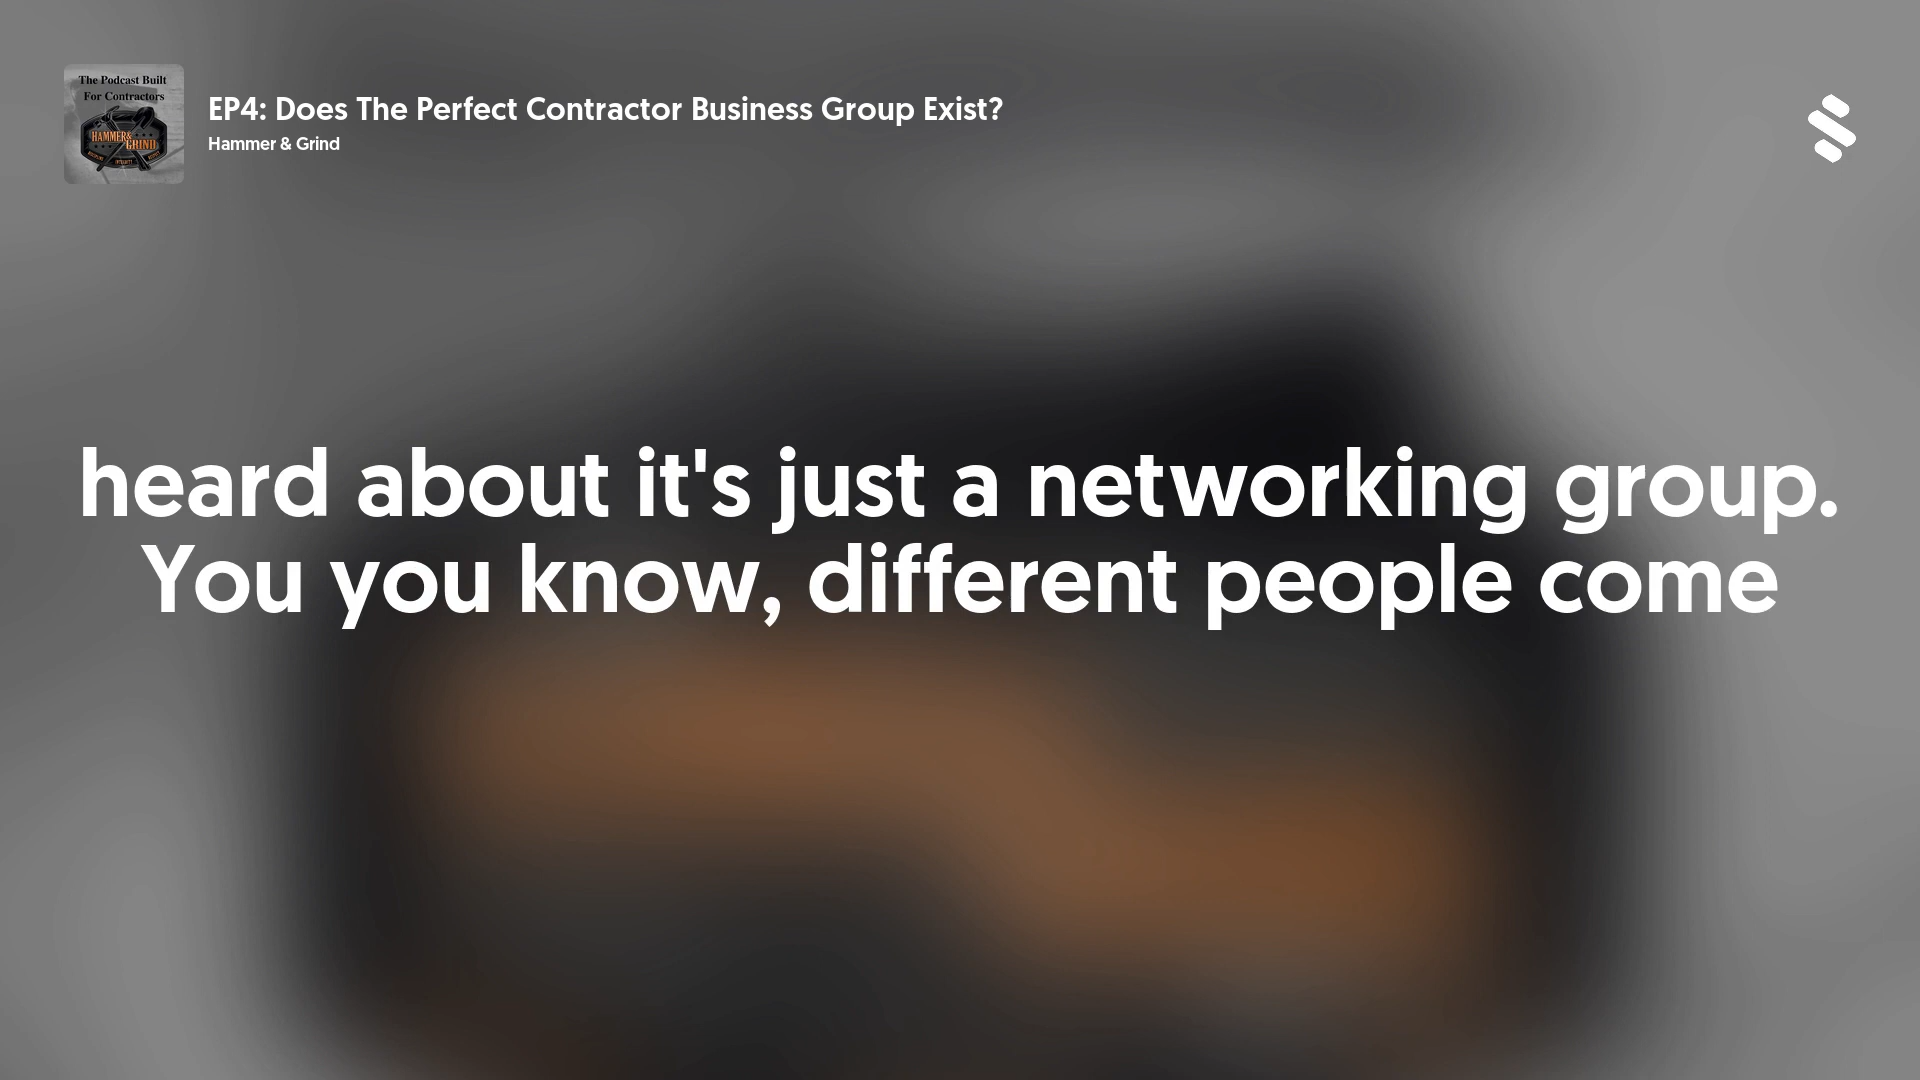 The Podcast Built
For Contractors
HAMMER&
GRIND
EP4: Does The Perfect Contractor Business Group Exist?
Hammer & Grind
heard about it's just a networking group.
You you know, different people come